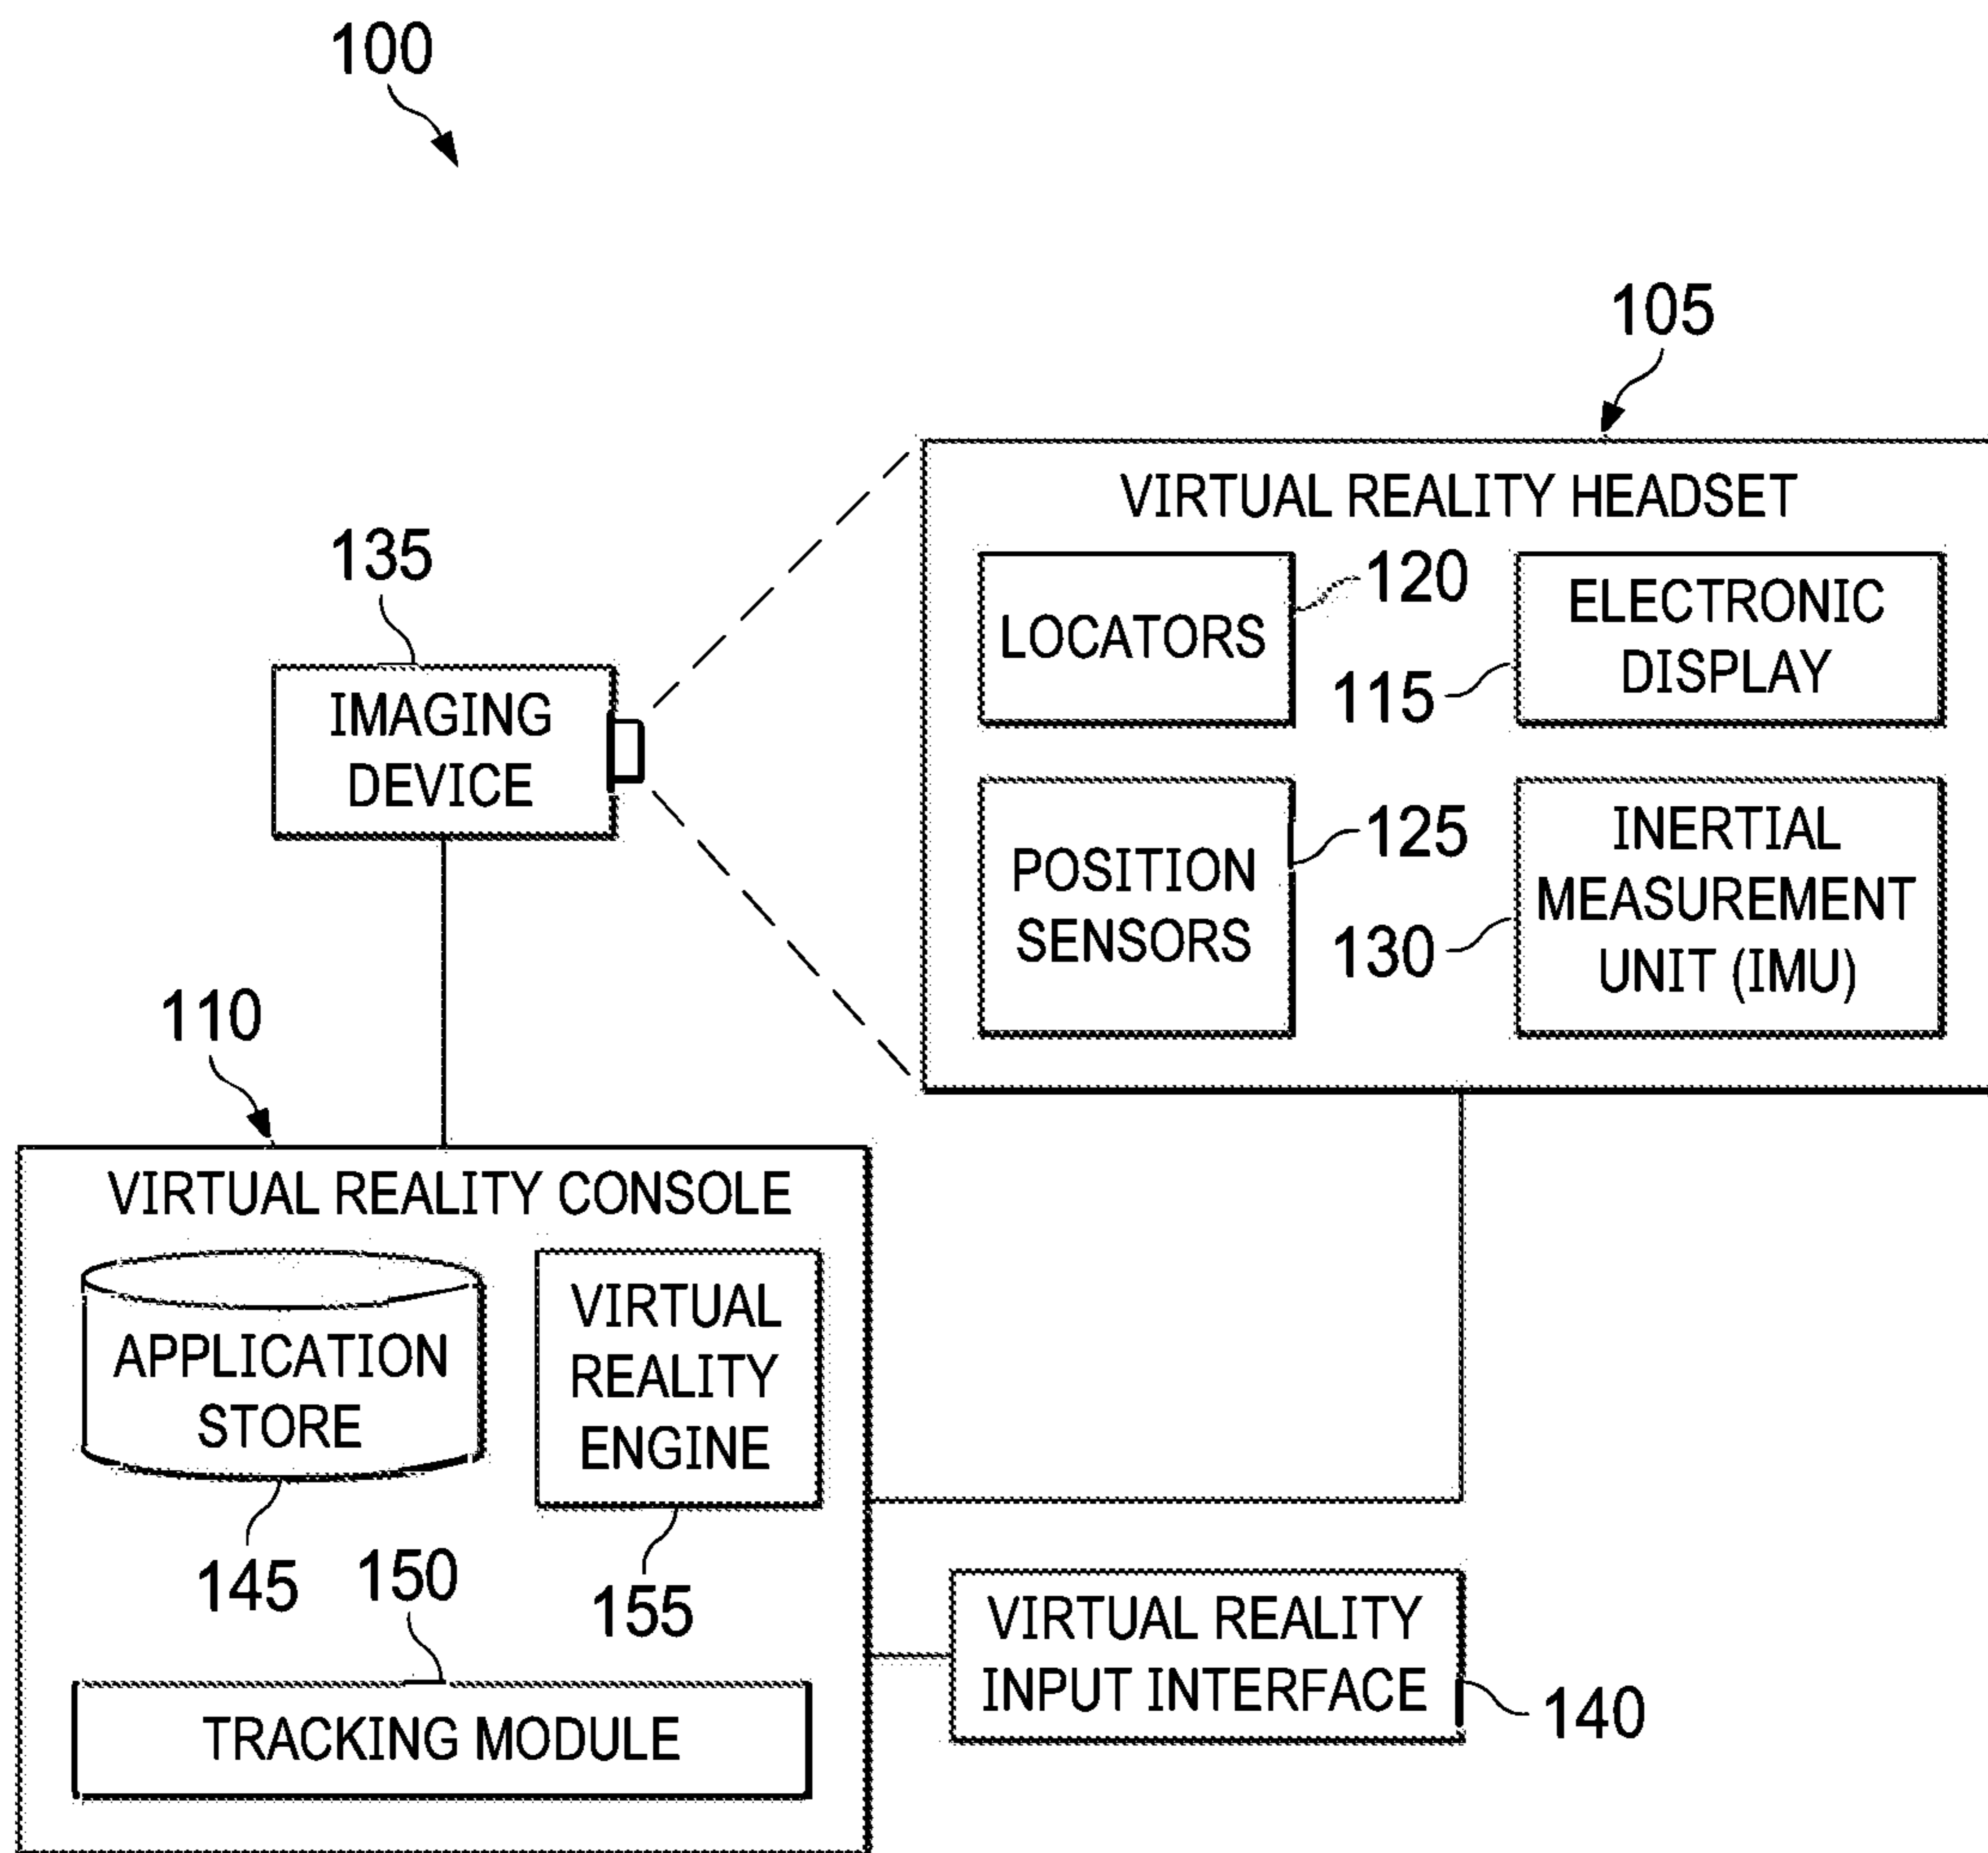 100
105
VIRTUAL REALITY HEADSET
LOCATORS
120
115
ELECTRONIC
DISPLAY
POSITION
SENSORS
125
130
INERTIAL
MEASUREMENT
UNIT (IMU)
135
IMAGING
DEVICE
110
VIRTUAL REALITY CONSOLE
APPLICATION
STORE
145
VIRTUAL
REALITY
ENGINE
155
150
TRACKING MODULE
VIRTUAL REALITY
INPUT INTERFACE
140